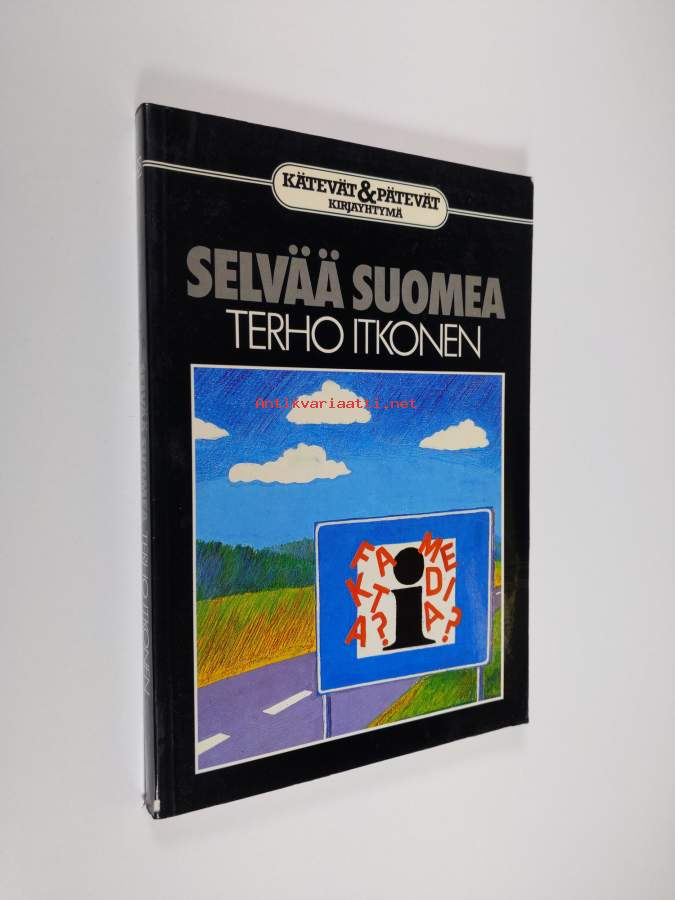 KÄTEVÄT & PÄTEVÄT
KIRJAYHTYMÄ
SELVÄÄ SUOMEA
TERHO ITKONEN
Antikvariaatti.net
FAKTA?
i
MEDIA?
TERHO ITKONEN